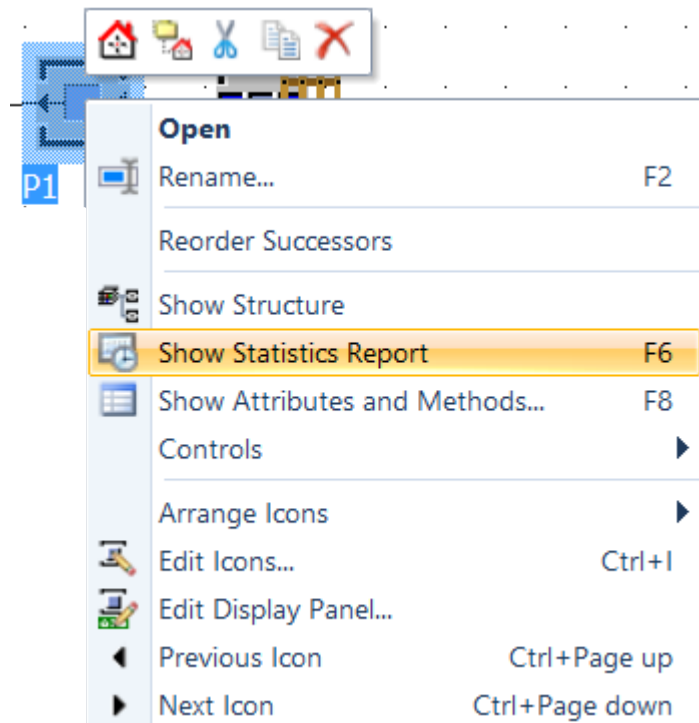 P1
Open
Rename... F2
Reorder Successors
Show Structure
Show Statistics Report F6
Show Attributes and Methods... F8
Controls
Arrange Icons
Edit Icons... Ctrl+I
Edit Display Panel...
Previous Icon Ctrl+Page up
Next Icon Ctrl+Page down